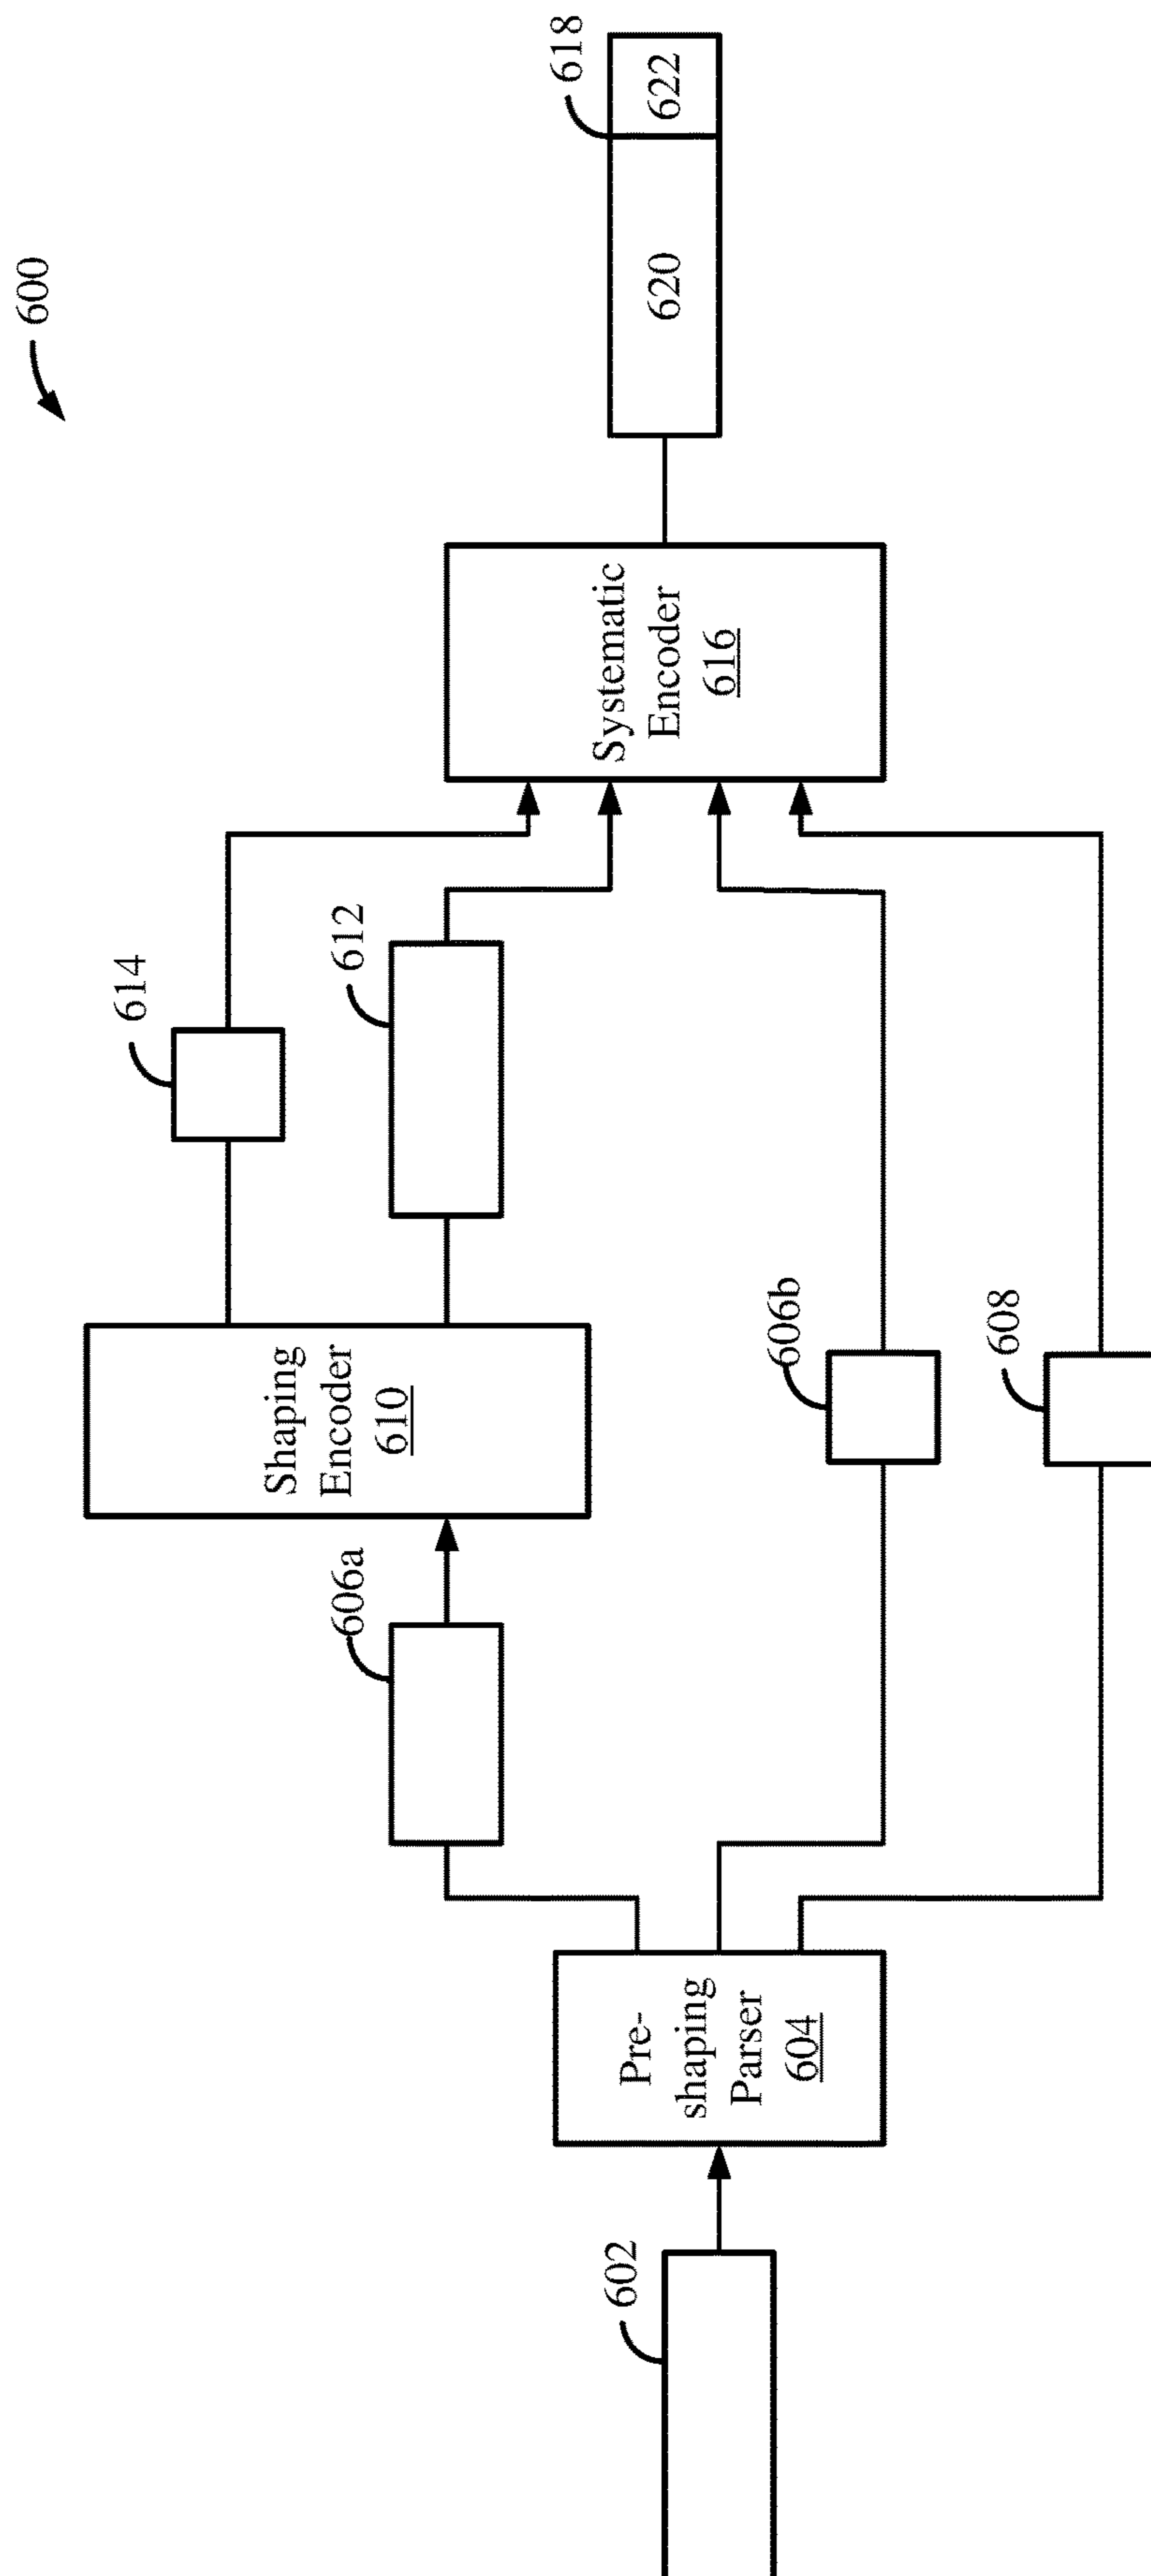 600
602
Pre-
shaping
Parser
604
606a
606b
608
Shaping
Encoder
610
614
612
Systematic
Encoder
616
618
620
622